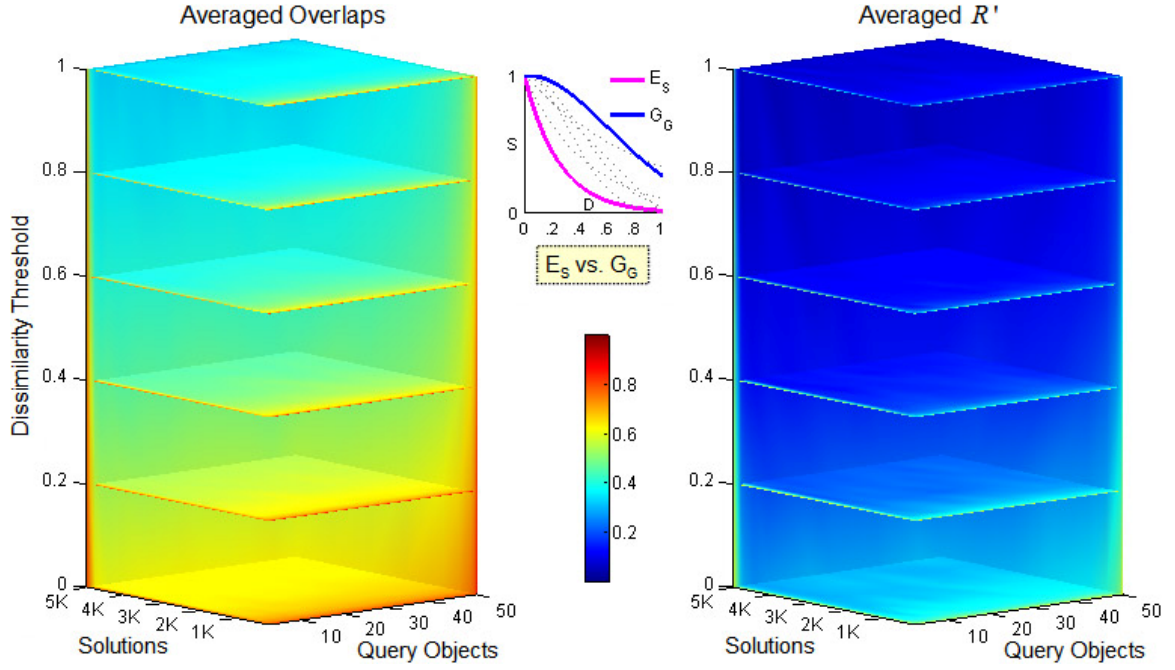 Averaged Overlaps
Averaged R'
Dissimilarity Threshold
1
0.8
0.6
0.4
0.2
0
5K
4K
3K
2K
1K
Solutions
10
20
30
40
50
Query Objects
1
S
0
D
0 .2 .4 .6 .8 1
E_S
G_G
E_S vs. G_G
0.8
0.6
0.4
0.2
1
0.8
0.6
0.4
0.2
0
5K
4K
3K
2K
1K
Solutions
10
20
30
40
50
Query Objects